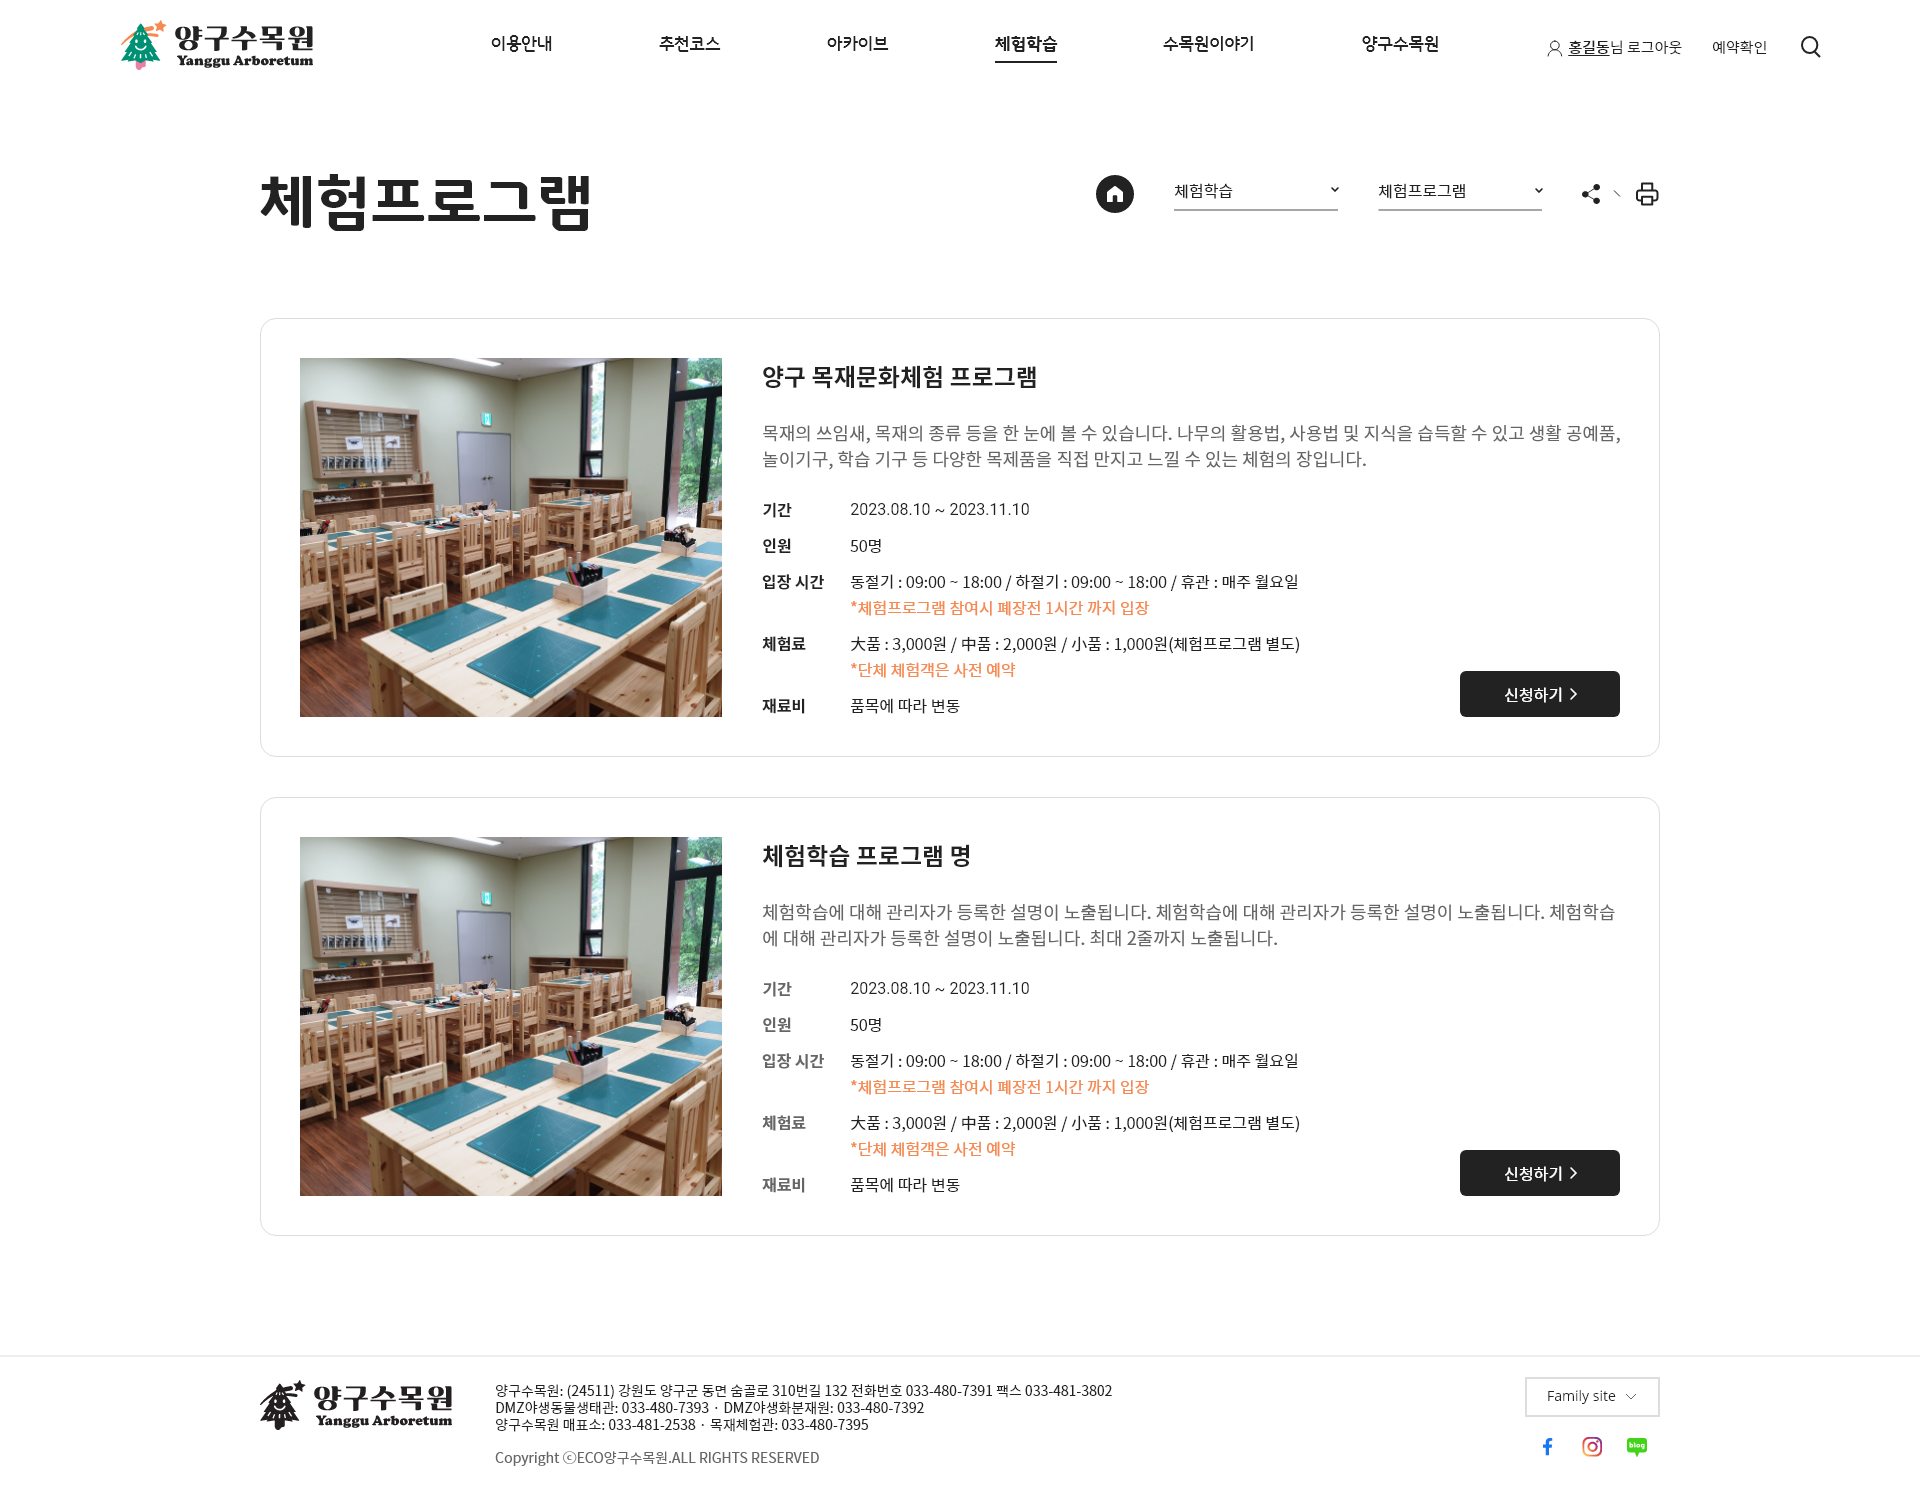 양구수목원
Yanggu Arboretum
이용안내
추천코스
아카이브
체험학습
수목원이야기
양구수목원
홍길동님 로그아웃
예약확인
체험프로그램
체험학습
체험프로그램
양구 목재문화체험 프로그램
목재의 쓰임새, 목재의 종류 등을 한 눈에 볼 수 있습니다. 나무의 활용법, 사용법 및 지식을 습득할 수 있고 생활 공예품,
놀이기구, 학습 기구 등 다양한 목제품을 직접 만지고 느낄 수 있는 체험의 장입니다.
기간 2023.08.10 ~ 2023.11.10
인원 50명
입장 시간 동절기 : 09:00 ~ 18:00 / 하절기 : 09:00 ~ 18:00 / 휴관 : 매주 월요일
*체험프로그램 참여시 폐장전 1시간 까지 입장
체험료 大품 : 3,000원 / 中품 : 2,000원 / 小품 : 1,000원(체험프로그램 별도)
*단체 체험객은 사전 예약
재료비 품목에 따라 변동
신청하기
체험학습 프로그램 명
체험학습에 대해 관리자가 등록한 설명이 노출됩니다. 체험학습에 대해 관리자가 등록한 설명이 노출됩니다. 체험학습
에 대해 관리자가 등록한 설명이 노출됩니다. 최대 2줄까지 노출됩니다.
기간 2023.08.10 ~ 2023.11.10
인원 50명
입장 시간 동절기 : 09:00 ~ 18:00 / 하절기 : 09:00 ~ 18:00 / 휴관 : 매주 월요일
*체험프로그램 참여시 폐장전 1시간 까지 입장
체험료 大품 : 3,000원 / 中품 : 2,000원 / 小품 : 1,000원(체험프로그램 별도)
*단체 체험객은 사전 예약
재료비 품목에 따라 변동
신청하기
양구수목원
Yanggu Arboretum
양구수목원: (24511) 강원도 양구군 동면 숨골로 310번길 132 전화번호 033-480-7391 팩스 033-481-3802
DMZ야생동물생태관: 033-480-7393 · DMZ야생화분재원: 033-480-7392
양구수목원 매표소: 033-481-2538 · 목재체험관: 033-480-7395
Copyright ⓒECO양구수목원.ALL RIGHTS RESERVED
Family site
blog